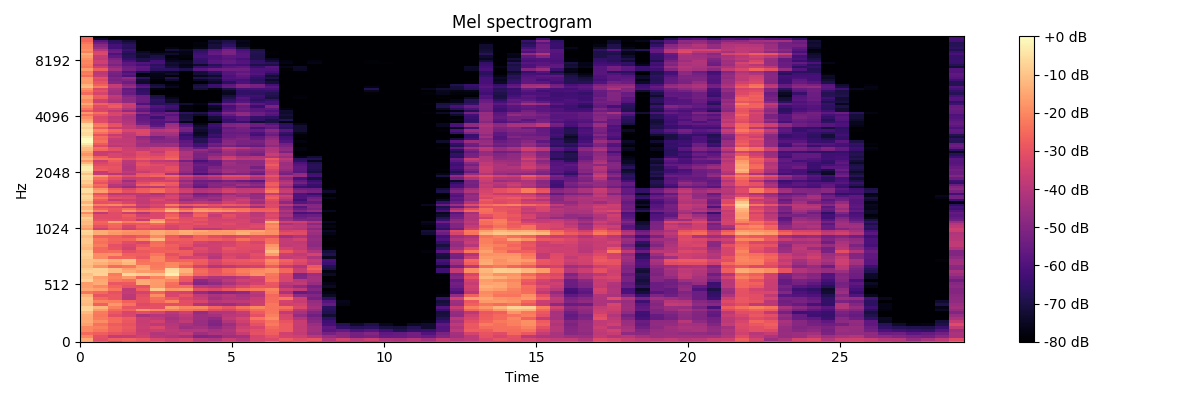 Mel spectrogram
Hz
8192
4096
2048
1024
512
0
0 5 10 15 20 25
Time
+0 dB
-10 dB
-20 dB
-30 dB
-40 dB
-50 dB
-60 dB
-70 dB
-80 dB